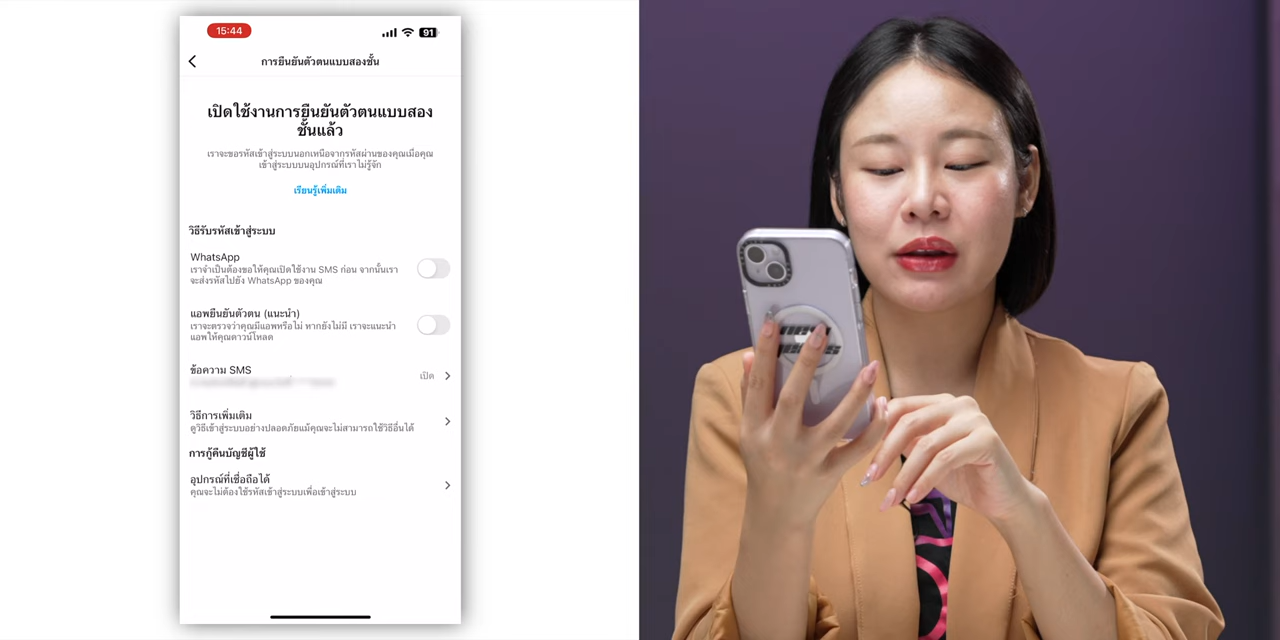 15:44
91
การยืนยันตัวตนแบบสองชั้น
เปิดใช้งานการยืนยันตัวตนแบบสอง
ชั้นแล้ว
เราจะขอรหัสเข้าสู่ระบบนอกเหนือจากรหัสผ่านของคุณเมื่อคุณ
เข้าสู่ระบบบนอุปกรณ์ที่เราไม่รู้จัก
เรียนรู้เพิ่มเติม
วิธีรับรหัสเข้าสู่ระบบ
WhatsApp
เราจำเป็นต้องขอให้คุณเปิดใช้งาน SMS ก่อน จากนั้นเรา
จะส่งรหัสไปยัง WhatsApp ของคุณ
แอพยืนยันตัวตน (แนะนำ)
เราจะตรวจว่าคุณมีแอพหรือไม่ หากยังไม่มี เราจะแนะนำ
แอพให้คุณดาวน์โหลด
ข้อความ SMS
เปิด
วิธีการเพิ่มเติม
ดูวิธีเข้าสู่ระบบอย่างปลอดภัยแม้คุณจะไม่สามารถใช้วิธีอื่นได้
การกู้คืนบัญชีผู้ใช้
อุปกรณ์ที่เชื่อถือได้
คุณจะไม่ต้องใช้รหัสเข้าสู่ระบบเพื่อเข้าสู่ระบบ